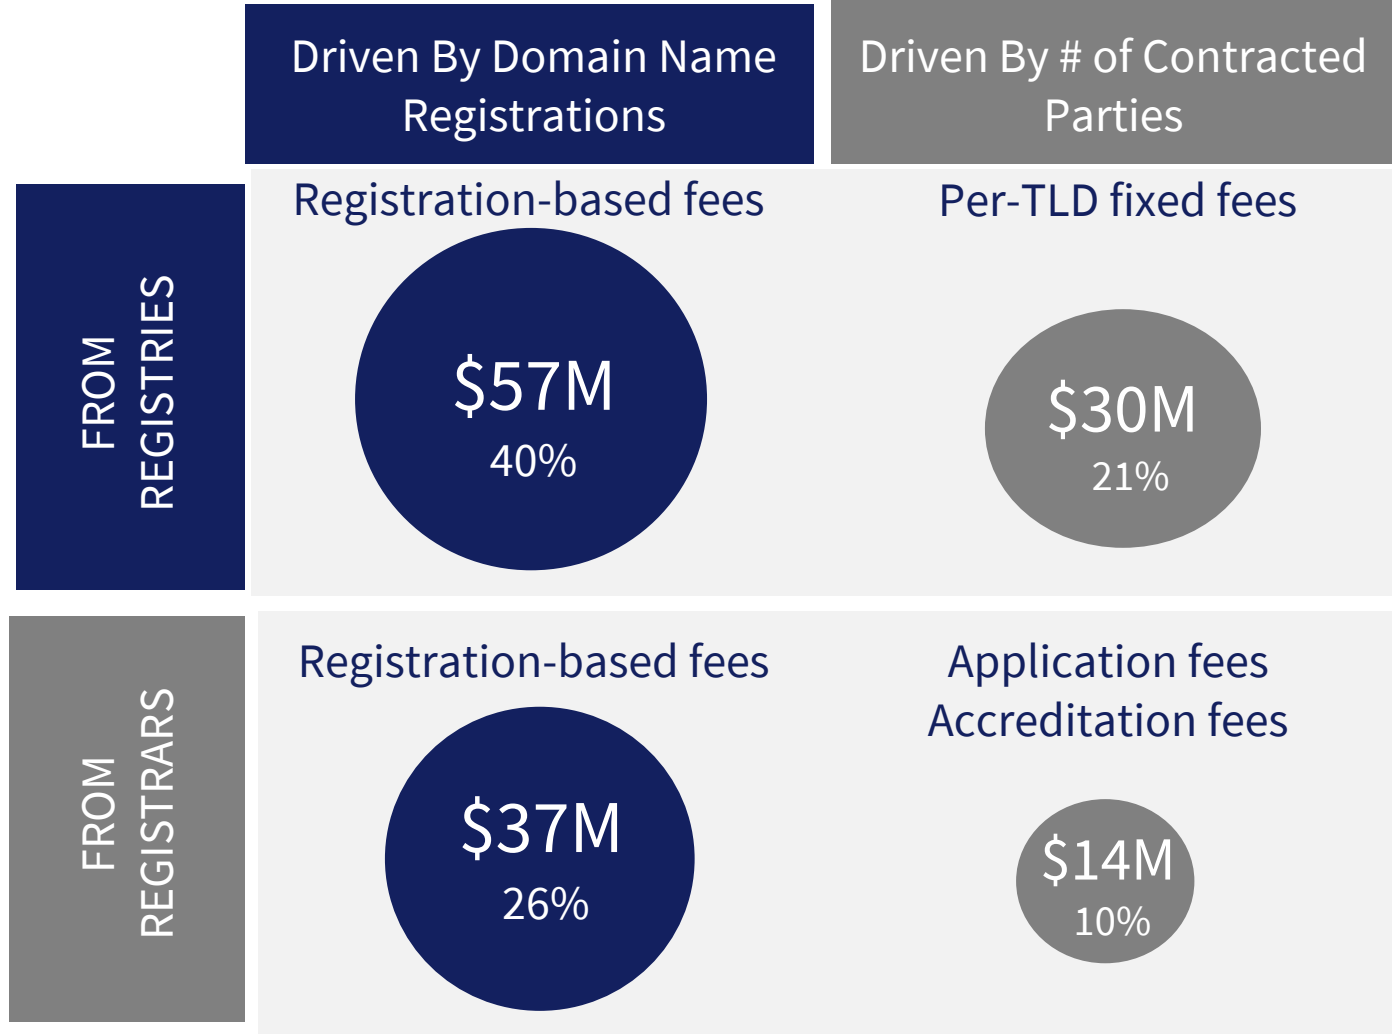 Driven By Domain Name
Registrations
Driven By # of Contracted
Parties
FROM
REGISTRIES
Registration-based fees
$57M
40%
Per-TLD fixed fees
$30M
21%
FROM
REGISTRARS
Registration-based fees
$37M
26%
Application fees
Accreditation fees
$14M
10%